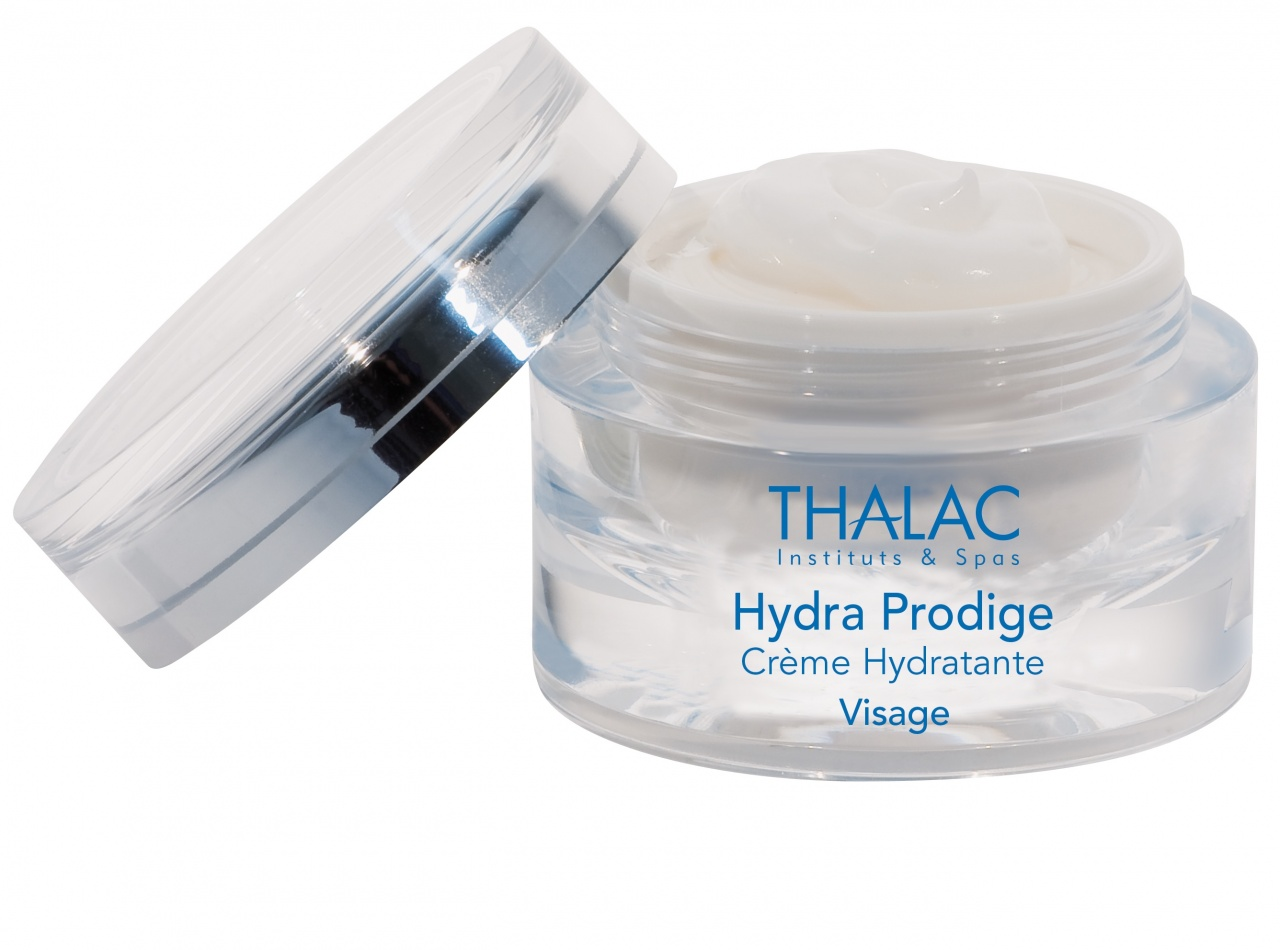 THALAC
Instituts & Spas
Hydra Prodige
Crème Hydratante
Visage